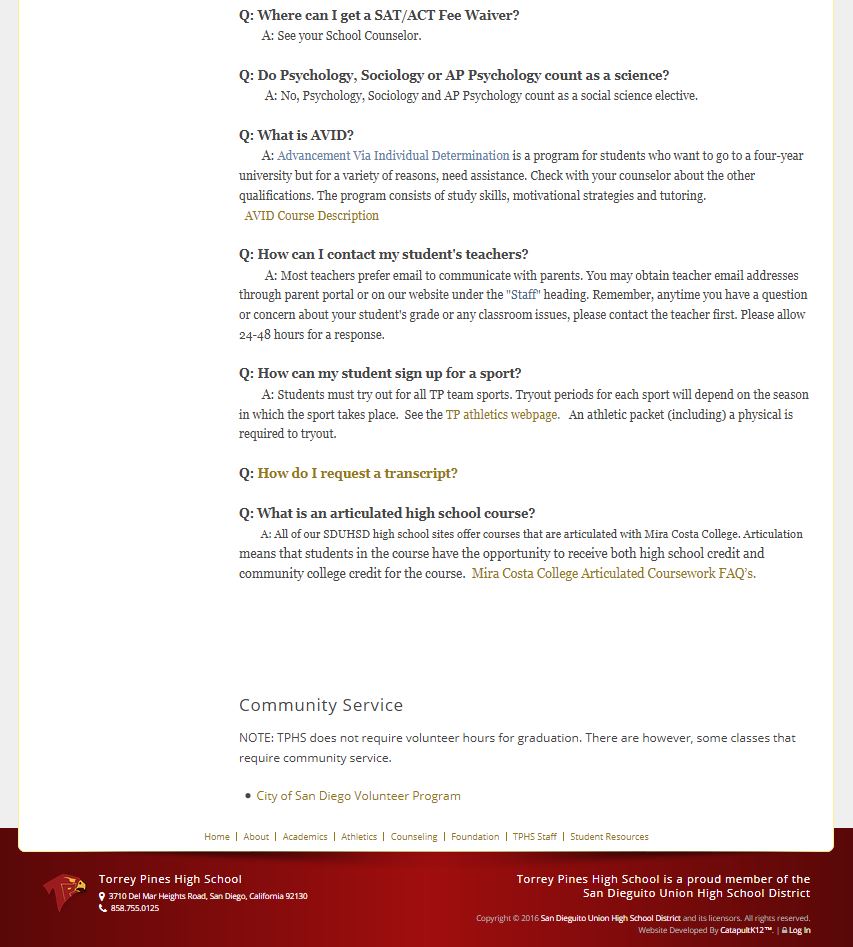 Q: Where can I get a SAT/ACT Fee Waiver?
A: See your School Counselor.
Q: Do Psychology, Sociology or AP Psychology count as a science?
A: No, Psychology, Sociology and AP Psychology count as a social science elective.
Q: What is AVID?
A: Advancement Via Individual Determination is a program for students who want to go to a four-year
university but for a variety of reasons, need assistance. Check with your counselor about the other
qualifications. The program consists of study skills, motivational strategies and tutoring.
AVID Course Description
Q: How can I contact my student's teachers?
A: Most teachers prefer email to communicate with parents. You may obtain teacher email addresses
through parent portal or on our website under the "Staff" heading. Remember, anytime you have a question
or concern about your student's grade or any classroom issues, please contact the teacher first. Please allow
24-48 hours for a response.
Q: How can my student sign up for a sport?
A: Students must try out for all TP team sports. Tryout periods for each sport will depend on the season
in which the sport takes place. See the TP athletics webpage. An athletic packet (including) a physical is
required to tryout.
Q: How do I request a transcript?
Q: What is an articulated high school course?
A: All of our SDUHSD high school sites offer courses that are articulated with Mira Costa College. Articulation
means that students in the course have the opportunity to receive both high school credit and
community college credit for the course. Mira Costa College Articulated Coursework FAQ's.
Community Service
NOTE: TPHS does not require volunteer hours for graduation. There are however, some classes that
require community service.
• City of San Diego Volunteer Program
Home | About | Academics | Athletics | Counseling | Foundation | TPHS Staff | Student Resources
Torrey Pines High School
3710 Del Mar Heights Road, San Diego, California 92130
858.755.0125
Torrey Pines High School is a proud member of the
San Dieguito Union High School District
Copyright © 2016 San Dieguito Union High School District and its licensors. All rights reserved.
Website Developed By CatapultK12™. | Log In